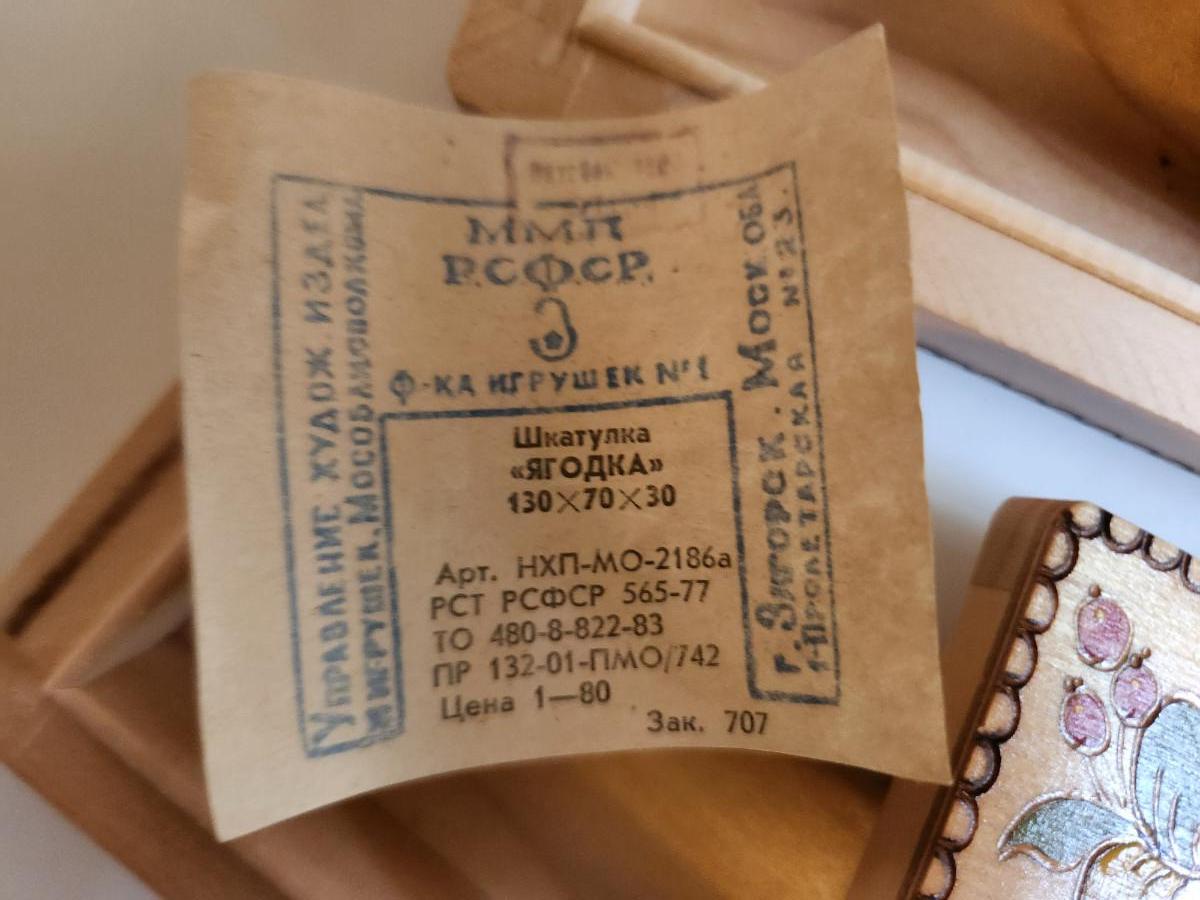 ММП
Р.С.Ф.С.Р.
Ф-КА ИГРУШЕК №1
УПРАВЛЕНИЕ ХУДОЖ. ИЗДЕЛ
И ИГРУШЕК.
Г. ЗАГОРСК. МОСК. ОБЛ
1-ПРОЛЕТАРСКАЯ №23.
Шкатулка
«ЯГОДКА»
130×70×30
Арт. НХП-МО-2186а
РСТ РСФСР 565-77
ТО 480-8-822-83
ПР 132-01-ПМО/742
Цена 1—80
Зак. 707